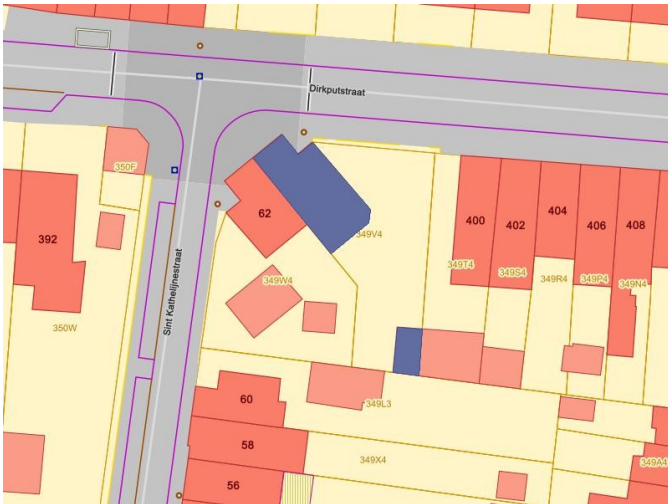 Dirkputstraat
350F
62
392
349V4
400
402
404
406
408
349T4
349S4
349R4
349P4
349N4
349W4
Sint Kathelijnestraat
350W
60
349L3
58
349X4
349A4
56